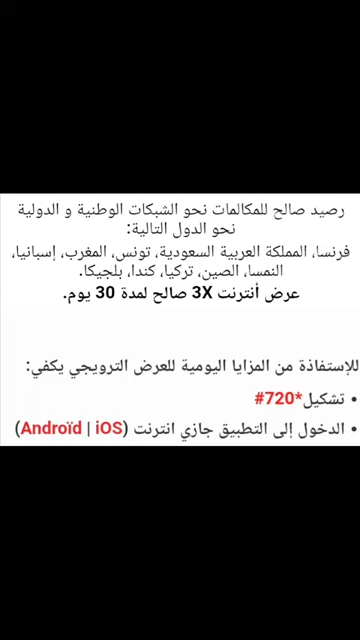 رصيد صالح للمكالمات نحو الشبكات الوطنية و الدولية
نحو الدول التالية:
فرنسا، المملكة العربية السعودية، تونس، المغرب، إسبانيا،
النمسا، الصين، تركيا، كندا، بلجيكا.
عرض أنترنت 3X صالح لمدة 30 يوم.
للإستفاذة من المزايا اليومية للعرض الترويجي يكفي:
• تشكيل*720#
• الدخول إلى التطبيق جازي انترنت (Androïd | iOS)